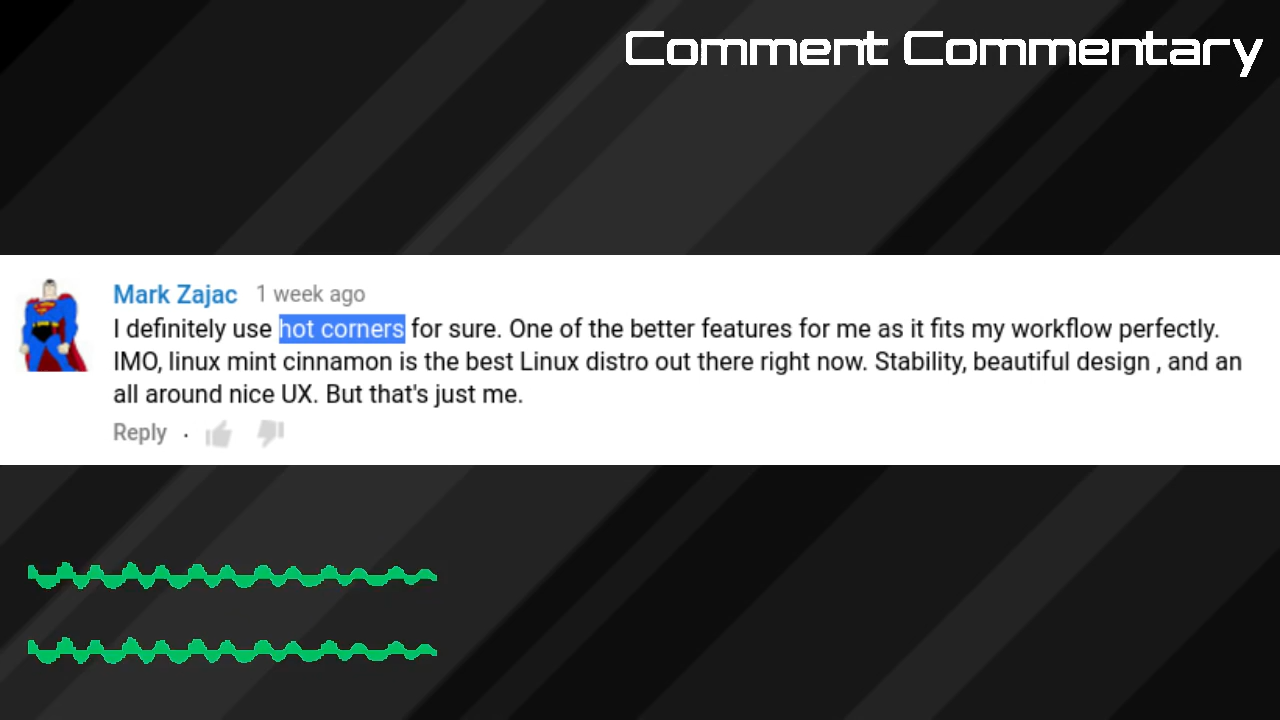 Comment Commentary
Mark Zajac 1 week ago
I definitely use hot corners for sure. One of the better features for me as it fits my workflow perfectly.
IMO, linux mint cinnamon is the best Linux distro out there right now. Stability, beautiful design , and an
all around nice UX. But that's just me.
Reply ·